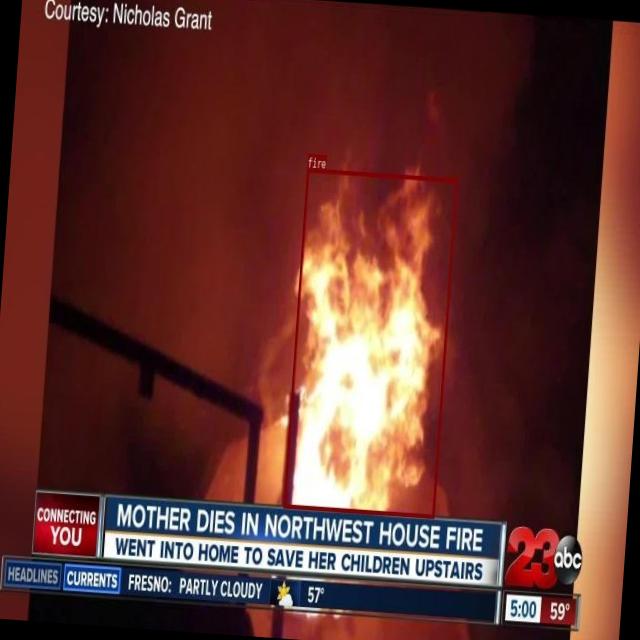 Courtesy: Nicholas Grant
fire
CONNECTING
YOU
MOTHER DIES IN NORTHWEST HOUSE FIRE
WENT INTO HOME TO SAVE HER CHILDREN UPSTAIRS
23 abc
HEADLINES CURRENTS FRESNO: PARTLY CLOUDY 57°
5:00 59°